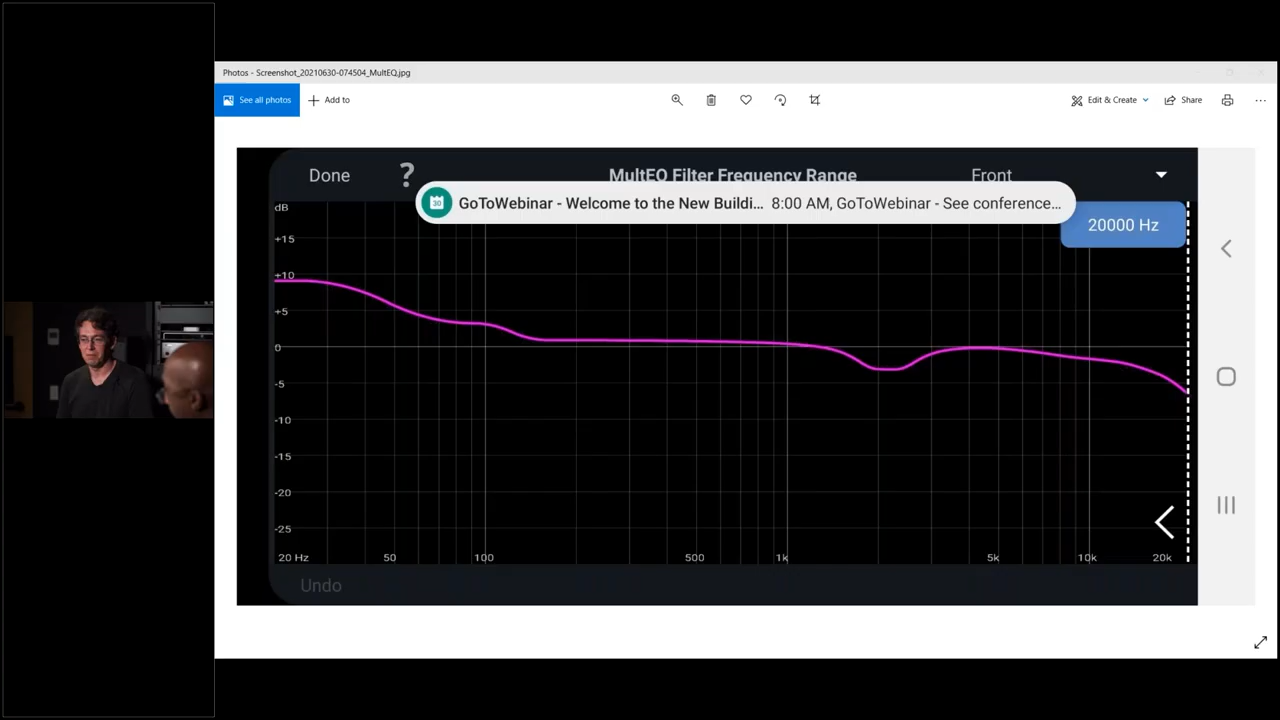 Photos - Screenshot_20210630-074504_MultEQ.jpg
See all photos
Add to
Edit & Create
Share
Done
?
MultEQ Filter Frequency Range
Front
30
GoToWebinar - Welcome to the New Buildi... 8:00 AM, GoToWebinar - See conference...
20000 Hz
dB
+15
+10
+5
0
-5
-10
-15
-20
-25
20 Hz 50 100 500 1k 5k 10k 20k
Undo